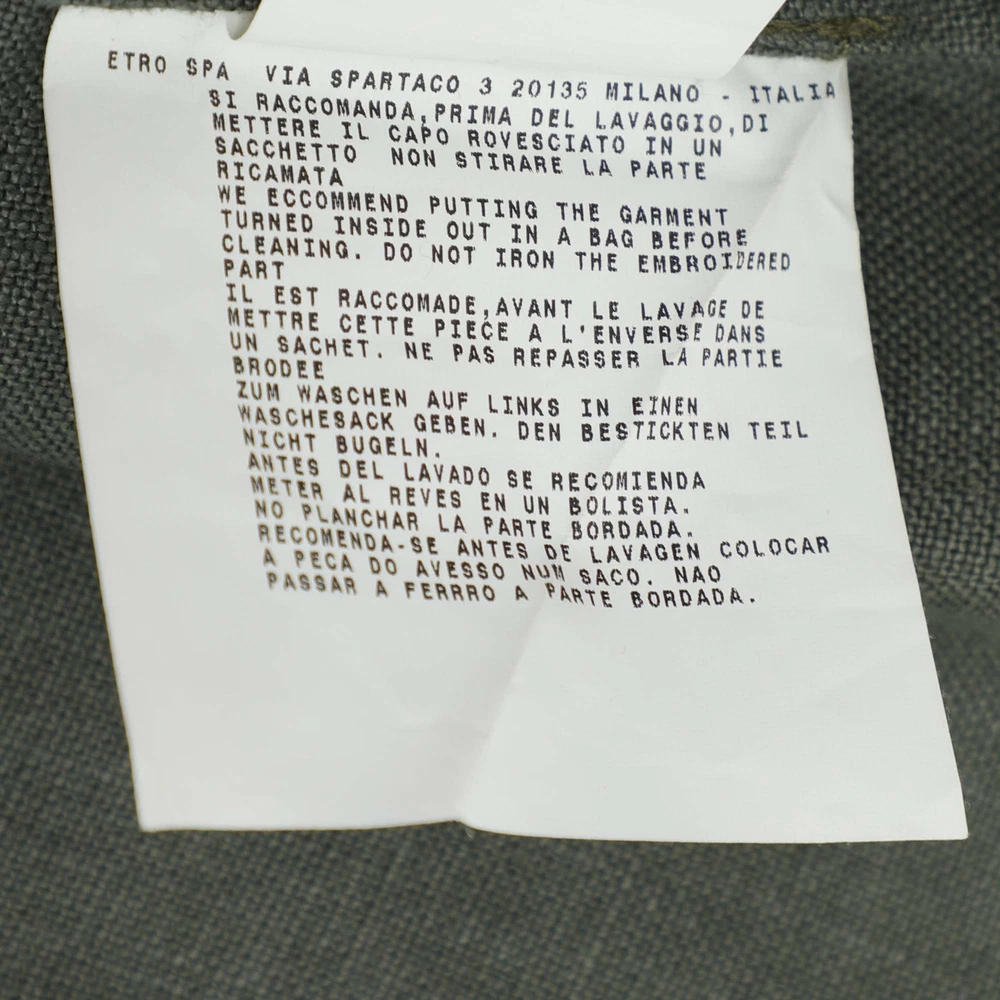 ETRO SPA VIA SPARTACO 3 20135 MILANO - ITALIA
SI RACCOMANDA,PRIMA DEL LAVAGGIO,DI
METTERE IL CAPO ROVESCIATO IN UN
SACCHETTO NON STIRARE LA PARTE
RICAMATA
WE ECCOMMEND PUTTING THE GARMENT
TURNED INSIDE OUT IN A BAG BEFORE
CLEANING. DO NOT IRON THE EMBROIDERED
PART
IL EST RACCOMADE,AVANT LE LAVAGE DE
METTRE CETTE PIECE A L'ENVERSE DANS
UN SACHET. NE PAS REPASSER LA PARTIE
BRODEE
ZUM WASCHEN AUF LINKS IN EINEN
WASCHESACK GEBEN. DEN BESTICKTEN TEIL
NICHT BUGELN.
ANTES DEL LAVADO SE RECOMIENDA
METER AL REVES EN UN BOLISTA.
NO PLANCHAR LA PARTE BORDADA.
RECOMENDA-SE ANTES DE LAVAGEN COLOCAR
A PECA DO AVESSO NUM SACO. NAO
PASSAR A FERRRO A PARTE BORDADA.